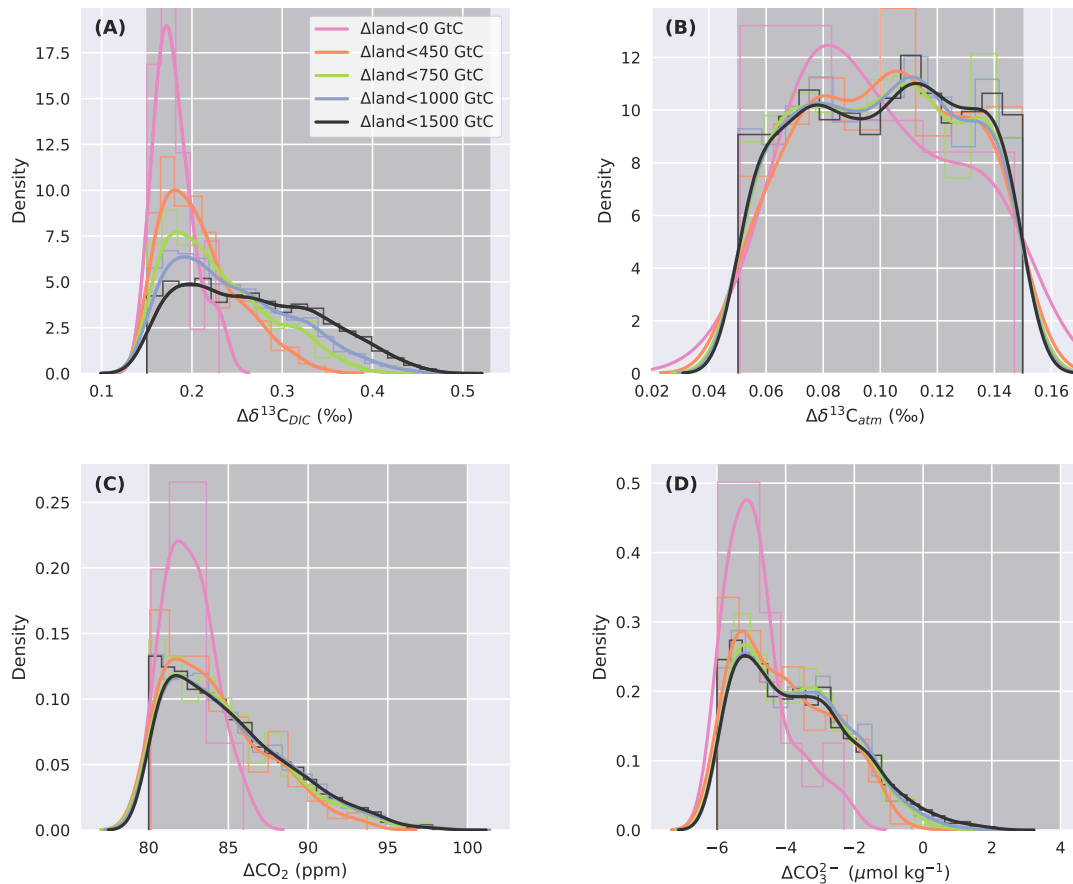 (A)
Δland<0 GtC
Δland<450 GtC
Δland<750 GtC
Δland<1000 GtC
Δland<1500 GtC
Density
17.5
15.0
12.5
10.0
7.5
5.0
2.5
0.0
0.1 0.2 0.3 0.4 0.5
Δδ¹³C_DIC (‰)
(B)
Density
12
10
8
6
4
2
0
0.02 0.04 0.06 0.08 0.10 0.12 0.14 0.16
Δδ¹³C_atm (‰)
(C)
Density
0.25
0.20
0.15
0.10
0.05
0.00
80 85 90 95 100
ΔCO₂ (ppm)
(D)
Density
0.5
0.4
0.3
0.2
0.1
0.0
−6 −4 −2 0 2 4
ΔCO₃²⁻ (μmol kg⁻¹)